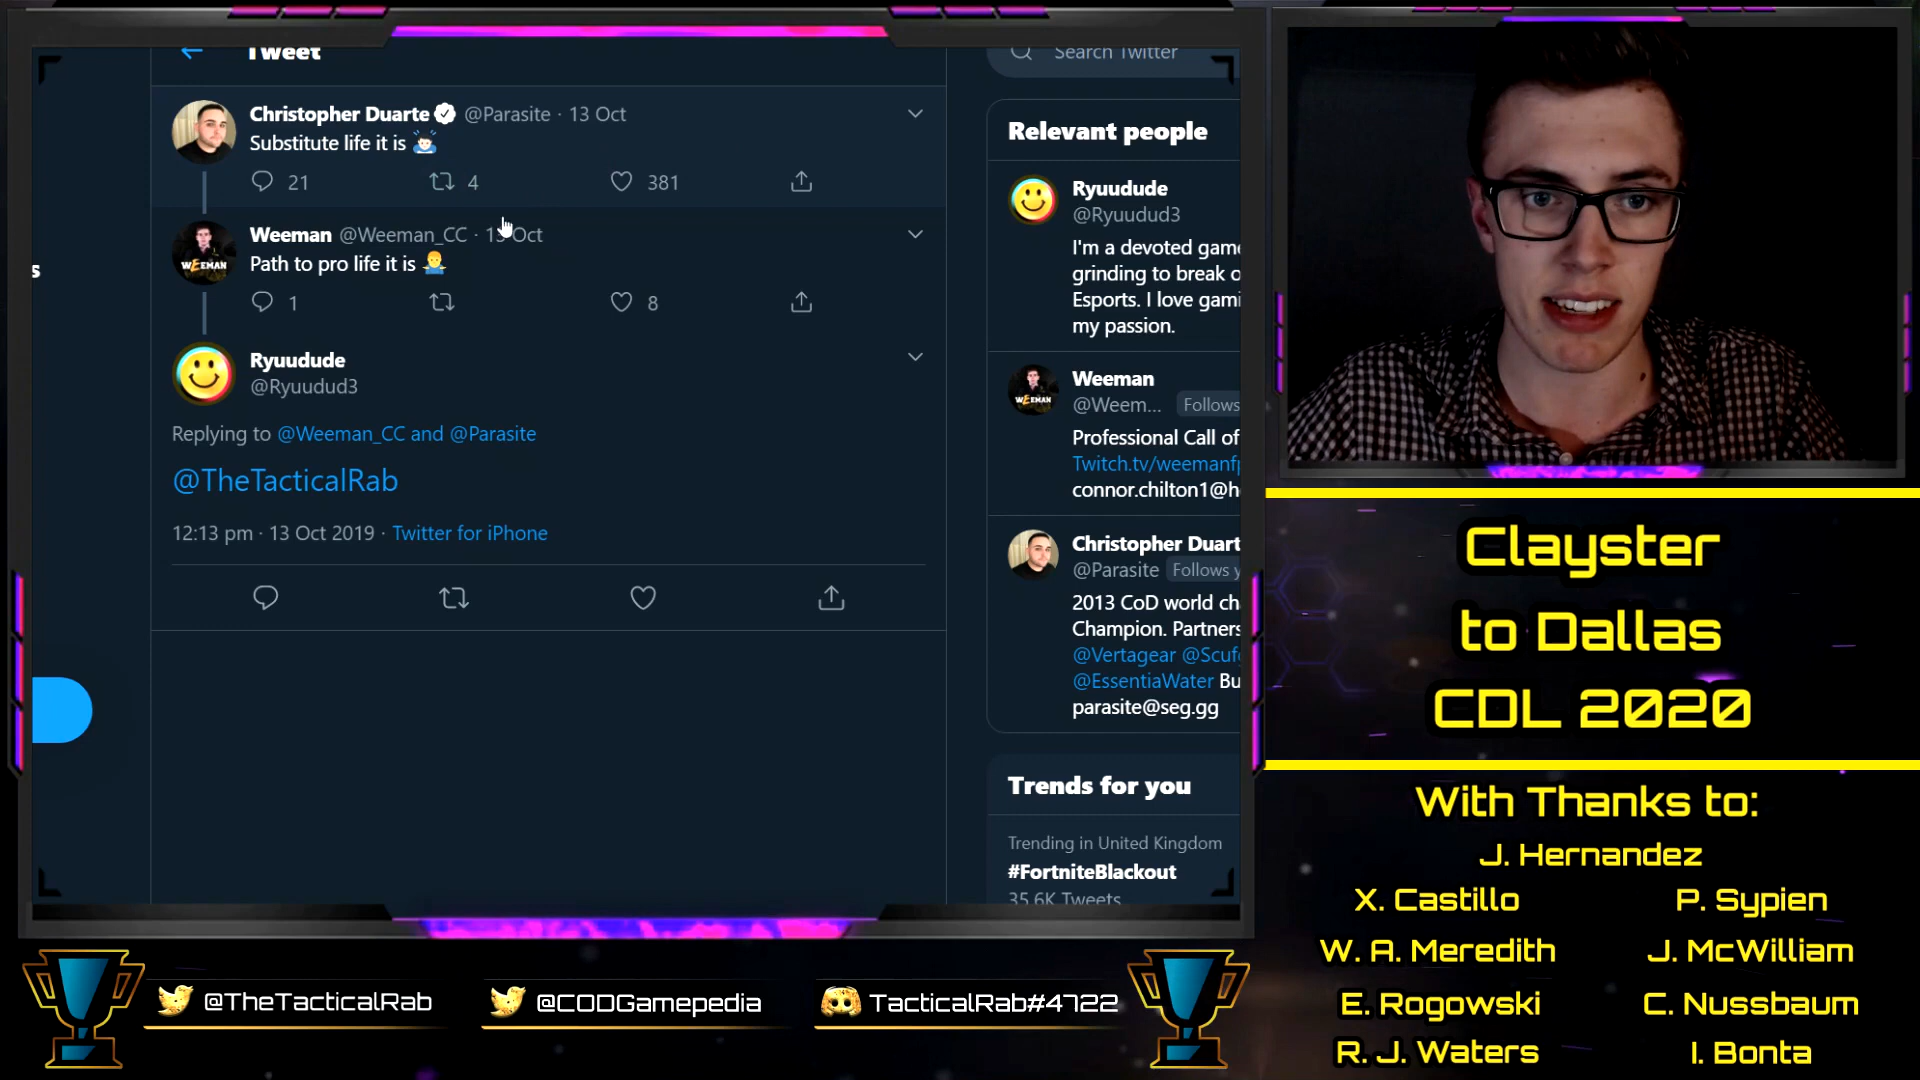 Tweet
Search Twitter
Christopher Duarte @Parasite · 13 Oct
Substitute life it is
21 4 381
Weeman @Weeman_CC · 13 Oct
Path to pro life it is
1 8
Ryuudude
@Ryuudud3
Replying to @Weeman_CC and @Parasite
@TheTacticalRab
12:13 pm · 13 Oct 2019 · Twitter for iPhone
s
Relevant people
Ryuudude
@Ryuudud3
I'm a devoted game
grinding to break o
Esports. I love gami
my passion.
Weeman
@Weem... Follows
Professional Call of
Twitch.tv/weemanfp
connor.chilton1@h
Christopher Duart
@Parasite Follows y
2013 CoD world ch
Champion. Partners
@Vertagear @Scuf
@EssentiaWater Bu
parasite@seg.gg
Trends for you
Trending in United Kingdom
#FortniteBlackout
35.6K Tweets
WEEMAN
WEEMAN
Clayster
to Dallas
CDL 2020
With Thanks to:
J. Hernandez
X. Castillo P. Sypien
W. A. Meredith J. McWilliam
E. Rogowski C. Nussbaum
R. J. Waters I. Bonta
@TheTacticalRab @CODGamepedia TacticalRab#4722